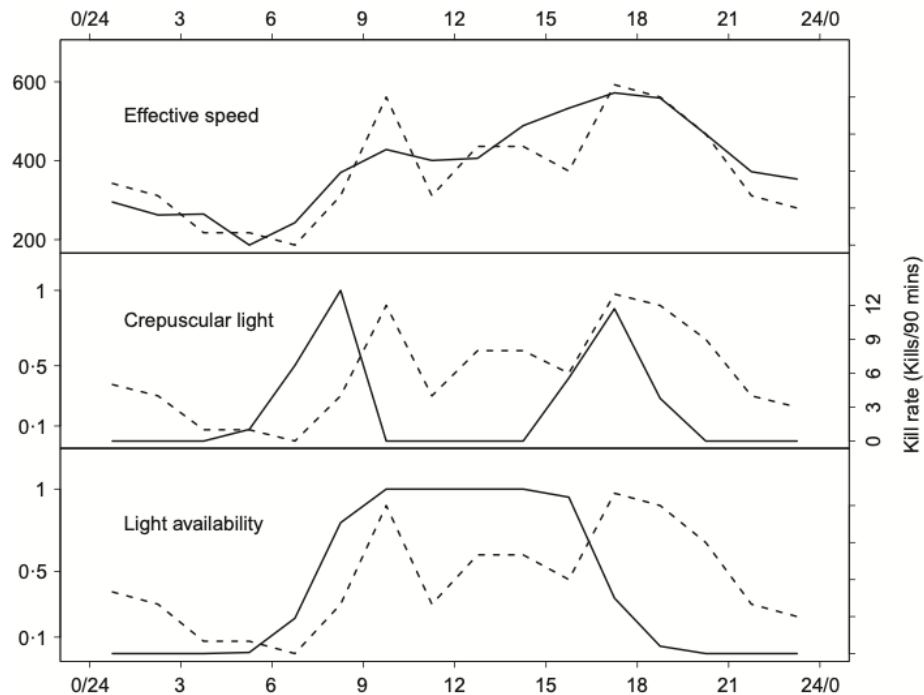 0/24 3 6 9 12 15 18 21 24/0
600
400
200
Effective speed
1
0·5
0·1
Crepuscular light
12
9
6
3
0
Kill rate (Kills/90 mins)
1
0·5
0·1
Light availability
0/24 3 6 9 12 15 18 21 24/0